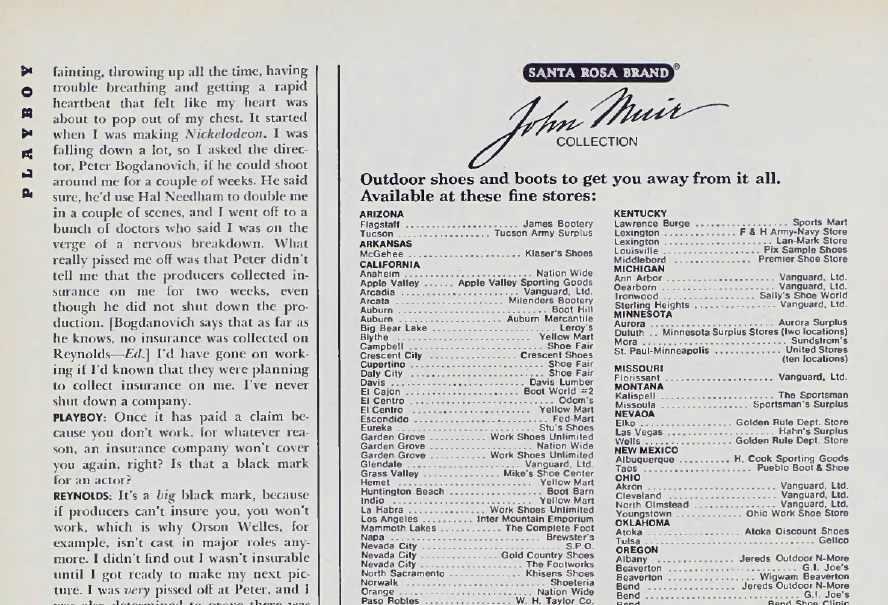 PLAYBOY
fainting, throwing up all the time, having
trouble breathing and getting a rapid
heartbeat that felt like my heart was
about to pop out of my chest. It started
when I was making Nickelodeon. I was
falling down a lot, so I asked the direc-
tor, Peter Bogdanovich, if he could shoot
around me for a couple of weeks. He said
sure, he'd use Hal Needham to double me
in a couple of scenes, and I went off to a
bunch of doctors who said I was on the
verge of a nervous breakdown. What
really pissed me off was that Peter didn't
tell me that the producers collected in-
surance on me for two weeks, even
though he did not shut down the pro-
duction. [Bogdanovich says that as far as
he knows, no insurance was collected on
Reynolds—Ed.] I'd have gone on work-
ing if I'd known that they were planning
to collect insurance on me. I've never
shut down a company.
PLAYBOY: Once it has paid a claim be-
cause you don't work, for whatever rea-
son, an insurance company won't cover
you again, right? Is that a black mark
for an actor?
REYNOLDS: It's a big black mark, because
if producers can't insure you, you won't
work, which is why Orson Welles, for
example, isn't cast in major roles any-
more. I didn't find out I wasn't insurable
until I got ready to make my next pic-
ture. I was very pissed off at Peter, and I
SANTA ROSA BRAND®
John Muir
COLLECTION
Outdoor shoes and boots to get you away from it all.
Available at these fine stores:
ARIZONA
Flagstaff .......... James Bootery
Tucson .......... Tucson Army Surplus
ARKANSAS
McGehee .......... Klaser's Shoes
CALIFORNIA
Anaheim .......... Nation Wide
Apple Valley ...... Apple Valley Sporting Goods
Arcadia .......... Vanguard, Ltd.
Arcata .......... Milenders Bootery
Auburn .......... Boot Hill
Auburn .......... Auburn Mercantile
Big Bear Lake .......... Leroy's
Blythe .......... Yellow Mart
Campbell .......... Shoe Fair
Crescent City .......... Crescent Shoes
Cupertino .......... Shoe Fair
Daly City .......... Shoe Fair
Davis .......... Davis Lumber
El Cajon .......... Boot World #2
El Centro .......... Odom's
El Centro .......... Yellow Mart
Escondido .......... Fed-Mart
Eureka .......... Stu's Shoes
Garden Grove .......... Work Shoes Unlimited
Garden Grove .......... Nation Wide
Garden Grove .......... Work Shoes Unlimited
Glendale .......... Vanguard, Ltd.
Grass Valley .......... Mike's Shoe Center
Hemet .......... Yellow Mart
Huntington Beach .......... Boot Barn
Indio .......... Yellow Mart
La Habra .......... Work Shoes Unlimited
Los Angeles .......... Inter Mountain Emporium
Mammoth Lakes .......... The Complete Foot
Napa .......... Brewster's
Nevada City .......... S.P.O.
Nevada City .......... Gold Country Shoes
Nevada City .......... The Footworks
North Sacramento .......... Khisens Shoes
Norwalk .......... Shoeteria
Orange .......... Nation Wide
Paso Robles .......... W. H. Taylor Co.
KENTUCKY
Lawrence Burge .......... Sports Mart
Lexington .......... F & H Army-Navy Store
Lexington .......... Lan-Mark Store
Louisville .......... Pix Sample Shoes
Middlebord .......... Premier Shoe Store
MICHIGAN
Ann Arbor .......... Vanguard, Ltd.
Dearborn .......... Vanguard, Ltd.
Ironwood .......... Sally's Shoe World
Sterling Heights .......... Vanguard, Ltd.
MINNESOTA
Aurora .......... Aurora Surplus
Duluth .. Minnesota Surplus Stores (two locations)
Mora .......... Sundstrom's
St. Paul-Minneapolis .......... United Stores
(ten locations)
MISSOURI
Florissant .......... Vanguard, Ltd.
MONTANA
Kalispell .......... The Sportsman
Missoula .......... Sportsman's Surplus
NEVADA
Elko .......... Golden Rule Dept. Store
Las Vegas .......... Hahn's Surplus
Wells .......... Golden Rule Dept. Store
NEW MEXICO
Albuquerque .......... H. Cook Sporting Goods
Taos .......... Pueblo Boot & Shoe
OHIO
Akron .......... Vanguard, Ltd.
Cleveland .......... Vanguard, Ltd.
North Olmstead .......... Vanguard, Ltd.
Youngstown .......... Ohio Work Shoe Store
OKLAHOMA
Atoka .......... Atoka Discount Shoes
Tulsa .......... Gellco
OREGON
Albany .......... Jereds Outdoor N-More
Beaverton .......... G.I. Joe's
Beaverton .......... Wigwam Beaverton
Bend .......... Jereds Outdoor N-More
Bend .......... G.I. Joe's
Bend .......... Bend Shoe Clinic